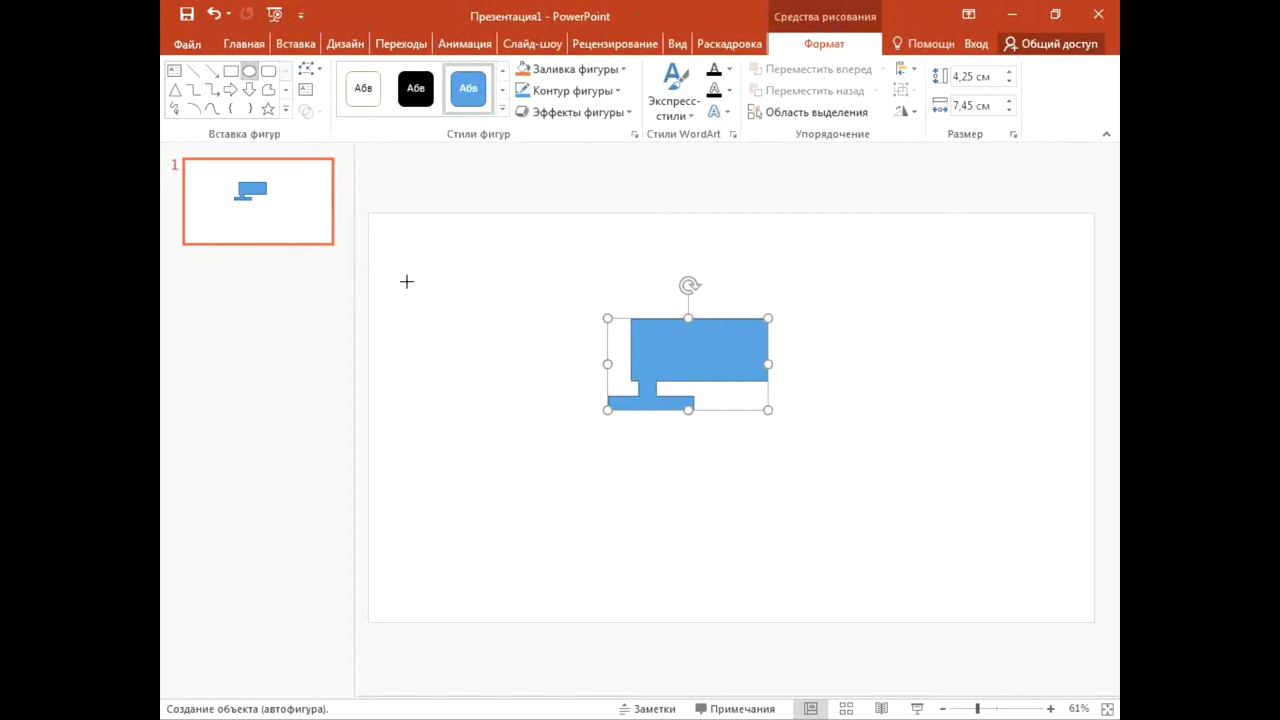 Презентация1 - PowerPoint
Средства рисования
Файл Главная Вставка Дизайн Переходы Анимация Слайд-шоу Рецензирование Вид Раскадровка Формат Помощн Вход Общий доступ
Абв Абв Абв
Заливка фигуры
Контур фигуры
Эффекты фигуры
Экспресс-
стили
Переместить вперед
Переместить назад
Область выделения
4,25 см
7,45 см
Вставка фигур Стили фигур Стили WordArt Упорядочение Размер
1
Создание объекта (автофигура). Заметки Примечания 61%